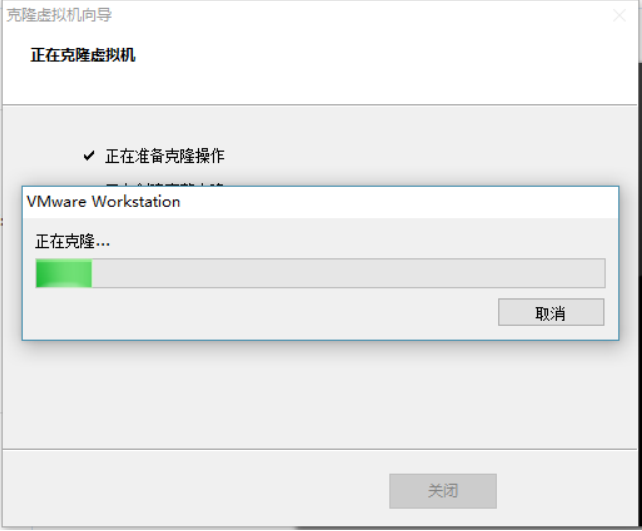 克隆虚拟机向导
正在克隆虚拟机
正在准备克隆操作
VMware Workstation
正在克隆...
取消
关闭